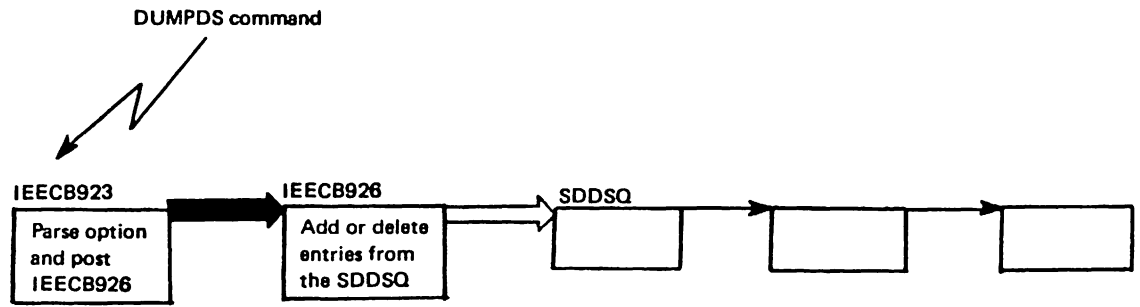 DUMPDS command
IEECB923
IEECB926
SDDSQ
Parse option
and post
IEECB926
Add or delete
entries from
the SDDSQ